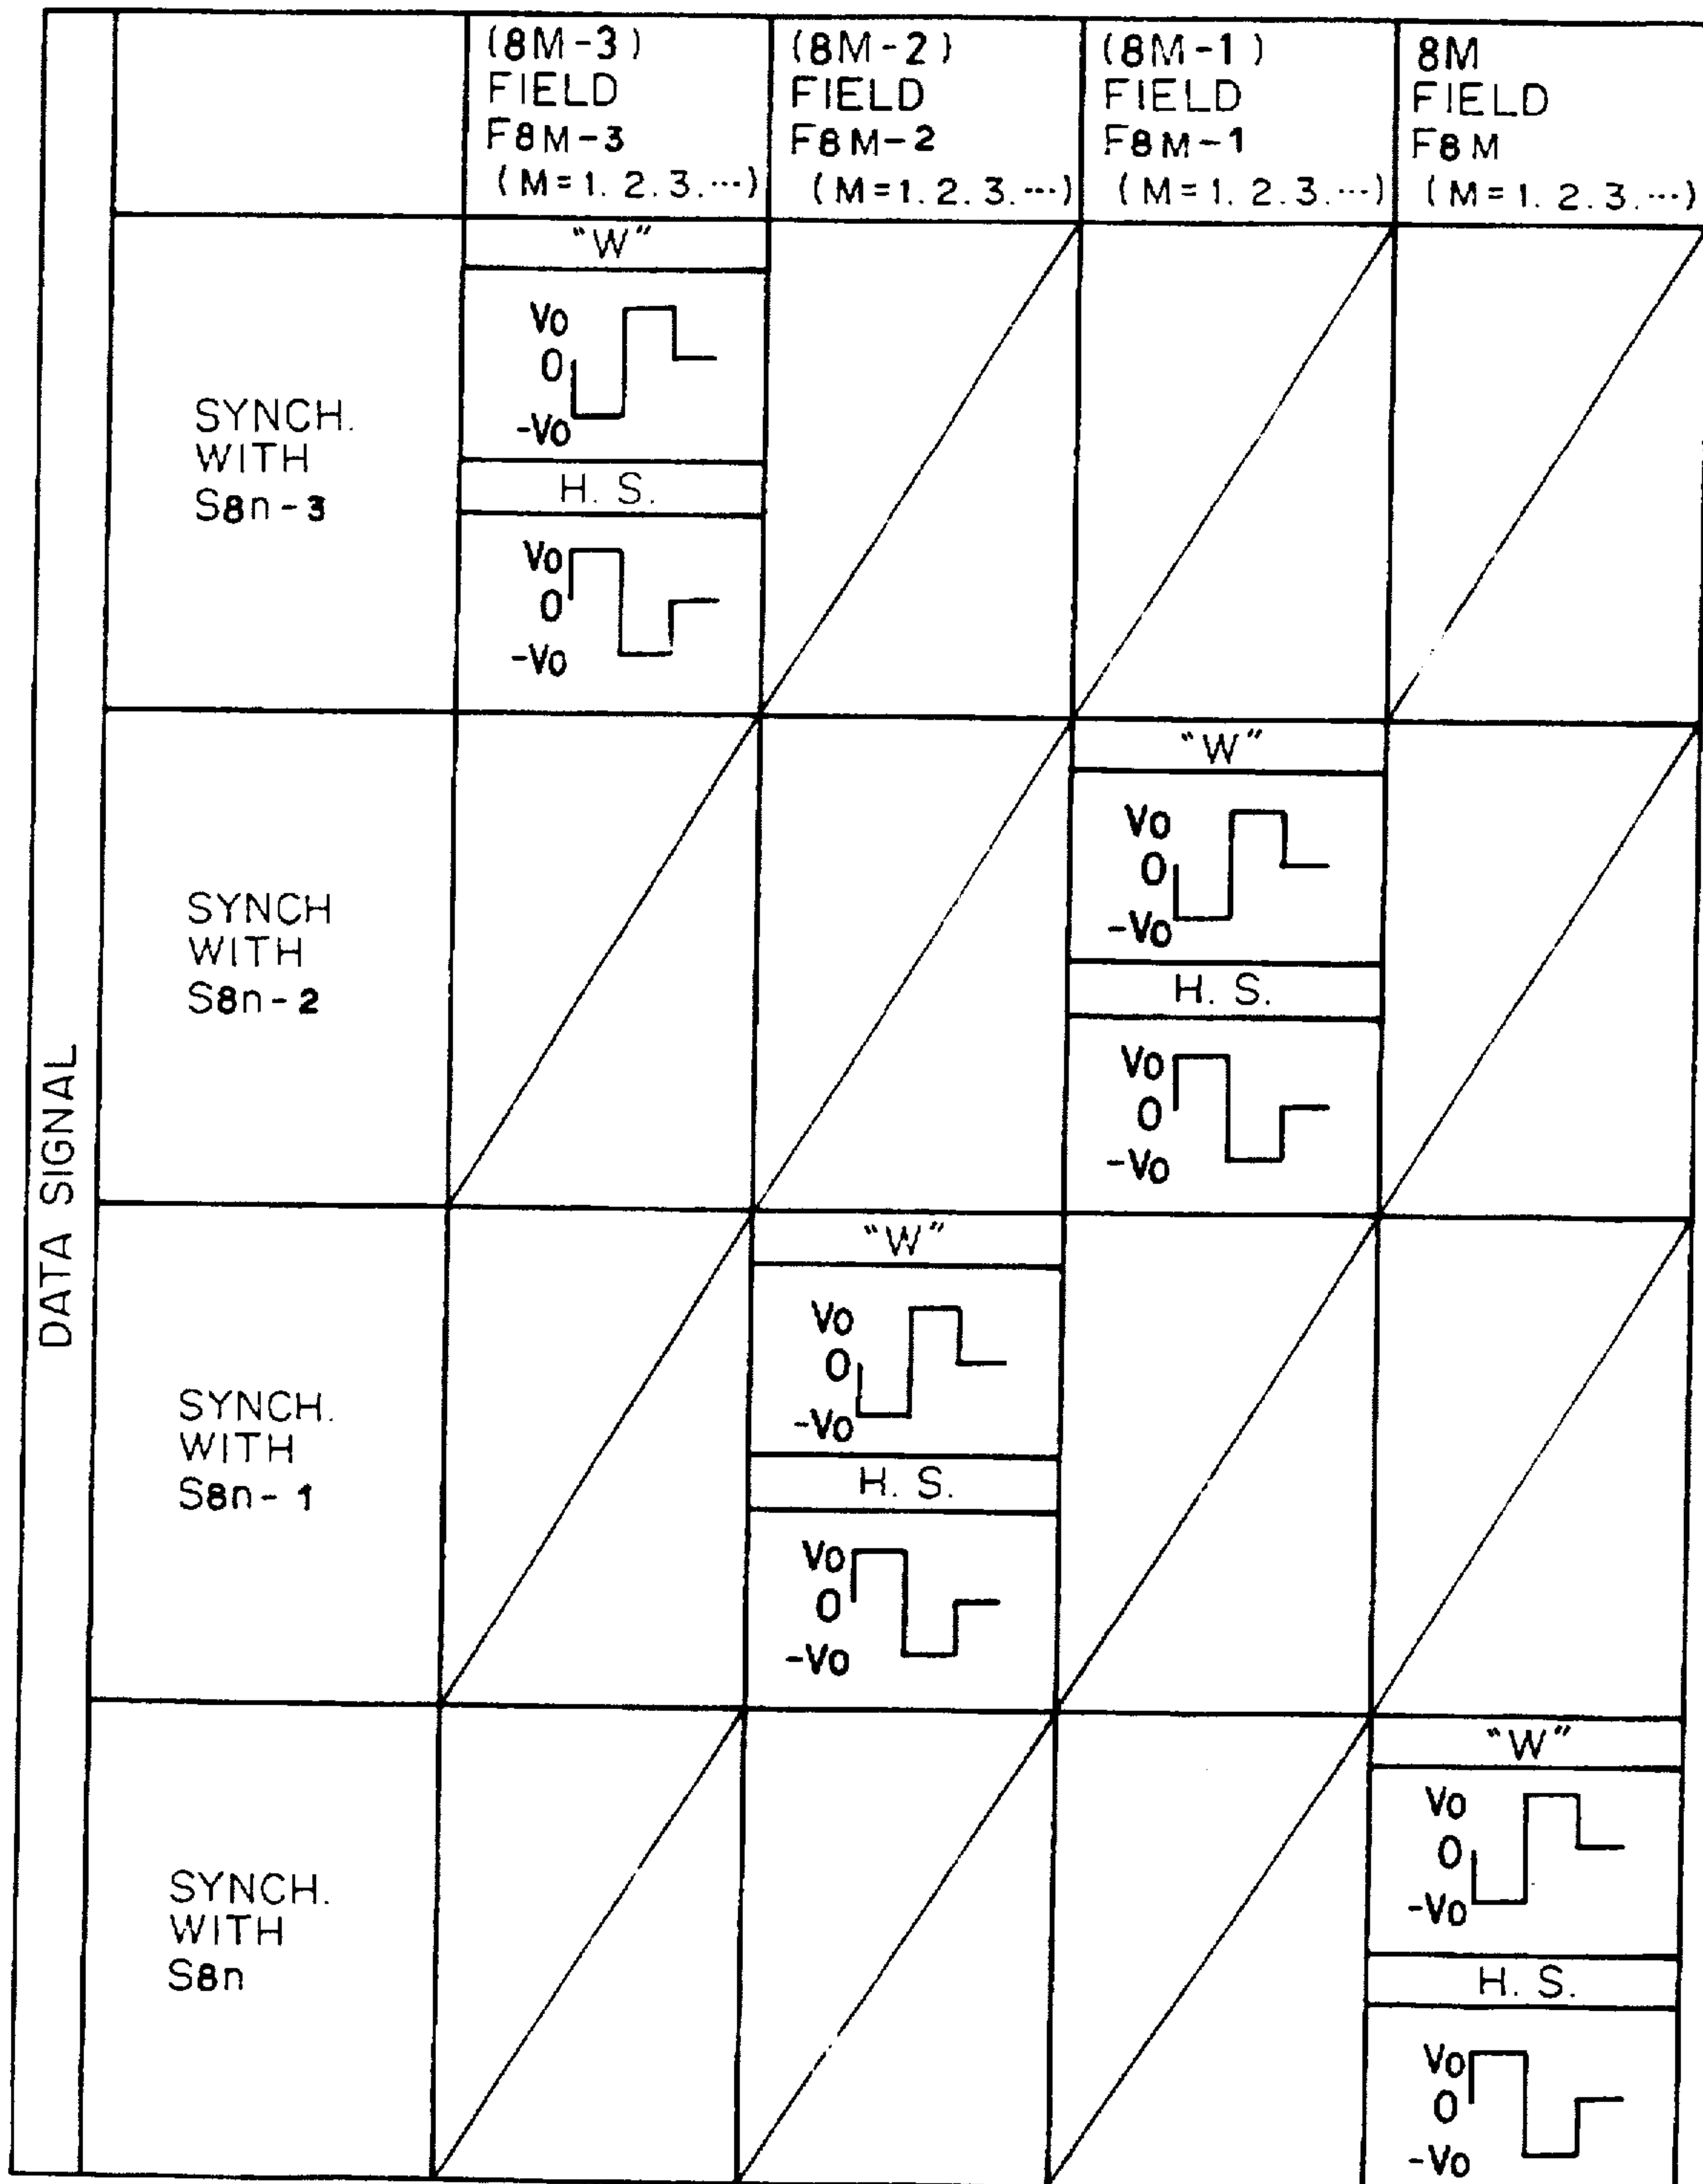 (8M-3)
FIELD
F8M-3
(M=1. 2. 3. ···)
(8M-2)
FIELD
F8M-2
(M=1. 2. 3. ···)
(8M-1)
FIELD
F8M-1
(M=1. 2. 3. ···)
8M
FIELD
F8M
(M=1. 2. 3. ···)
DATA SIGNAL
SYNCH.
WITH
S8n-3
"W"
Vo
0
-Vo
H. S.
Vo
0
-Vo
SYNCH
WITH
S8n-2
"W"
Vo
0
-Vo
H. S.
Vo
0
-Vo
SYNCH.
WITH
S8n-1
"W"
Vo
0
-Vo
H. S.
Vo
0
-Vo
SYNCH.
WITH
S8n
"W"
Vo
0
-Vo
H. S.
Vo
0
-Vo